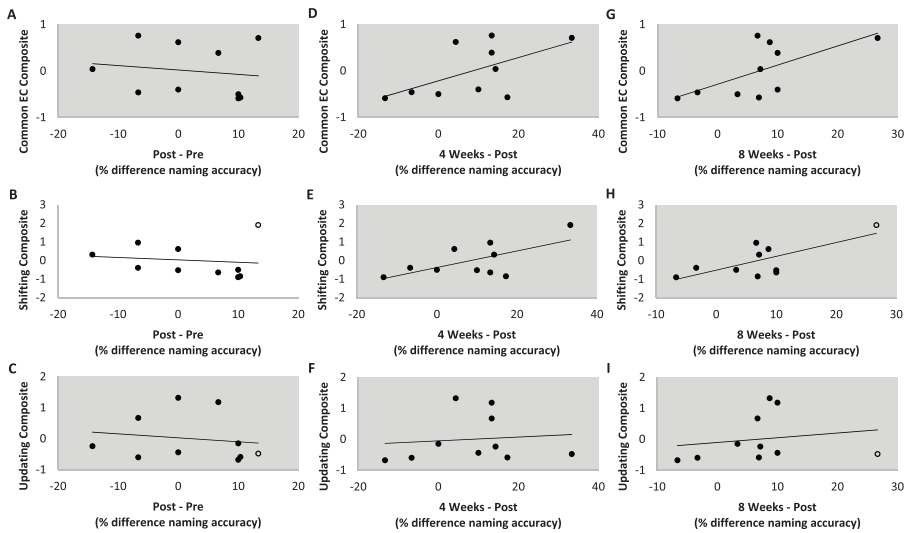 A
Common EC Composite
1
0
-1
-20 -10 0 10 20
Post - Pre
(% difference naming accuracy)
D
Common EC Composite
1
0
-1
-20 0 20 40
4 Weeks - Post
(% difference naming accuracy)
G
Common EC Composite
1
0
-1
-10 0 10 20 30
8 Weeks - Post
(% difference naming accuracy)
B
Shifting Composite
3
2
1
0
-1
-2
-20 -10 0 10 20
Post - Pre
(% difference naming accuracy)
E
Shifting Composite
3
2
1
0
-1
-2
-20 0 20 40
4 Weeks - Post
(% difference naming accuracy)
H
Shifting Composite
3
2
1
0
-1
-2
-10 0 10 20 30
8 Weeks - Post
(% difference naming accuracy)
C
Updating Composite
2
1
0
-1
-20 -10 0 10 20
Post - Pre
(% difference naming accuracy)
F
Updating Composite
2
1
0
-1
-20 0 20 40
4 Weeks - Post
(% difference naming accuracy)
I
Updating Composite
2
1
0
-1
-10 0 10 20 30
8 Weeks - Post
(% difference naming accuracy)